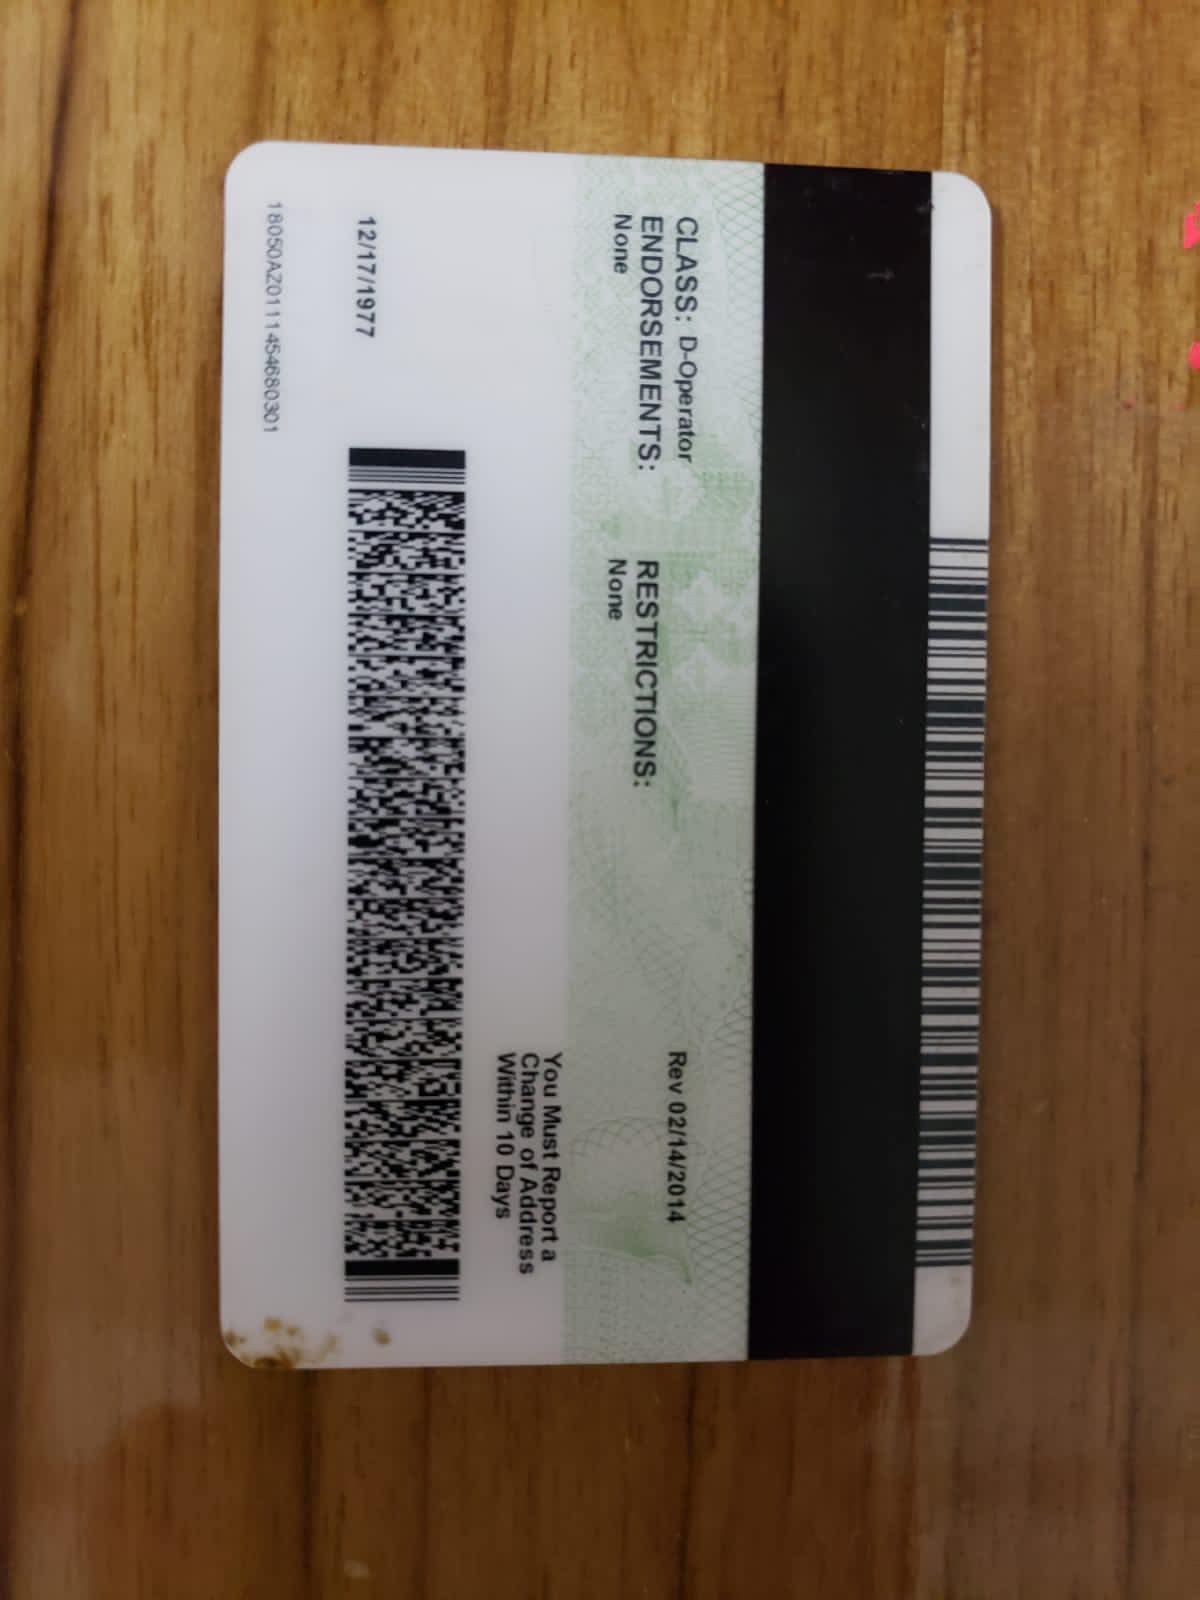 CLASS: D-Operator
ENDORSEMENTS:
None
RESTRICTIONS:
None
Rev 02/14/2014
You Must Report a
Change of Address
Within 10 Days
12/17/1977
18050AZ0111454680301